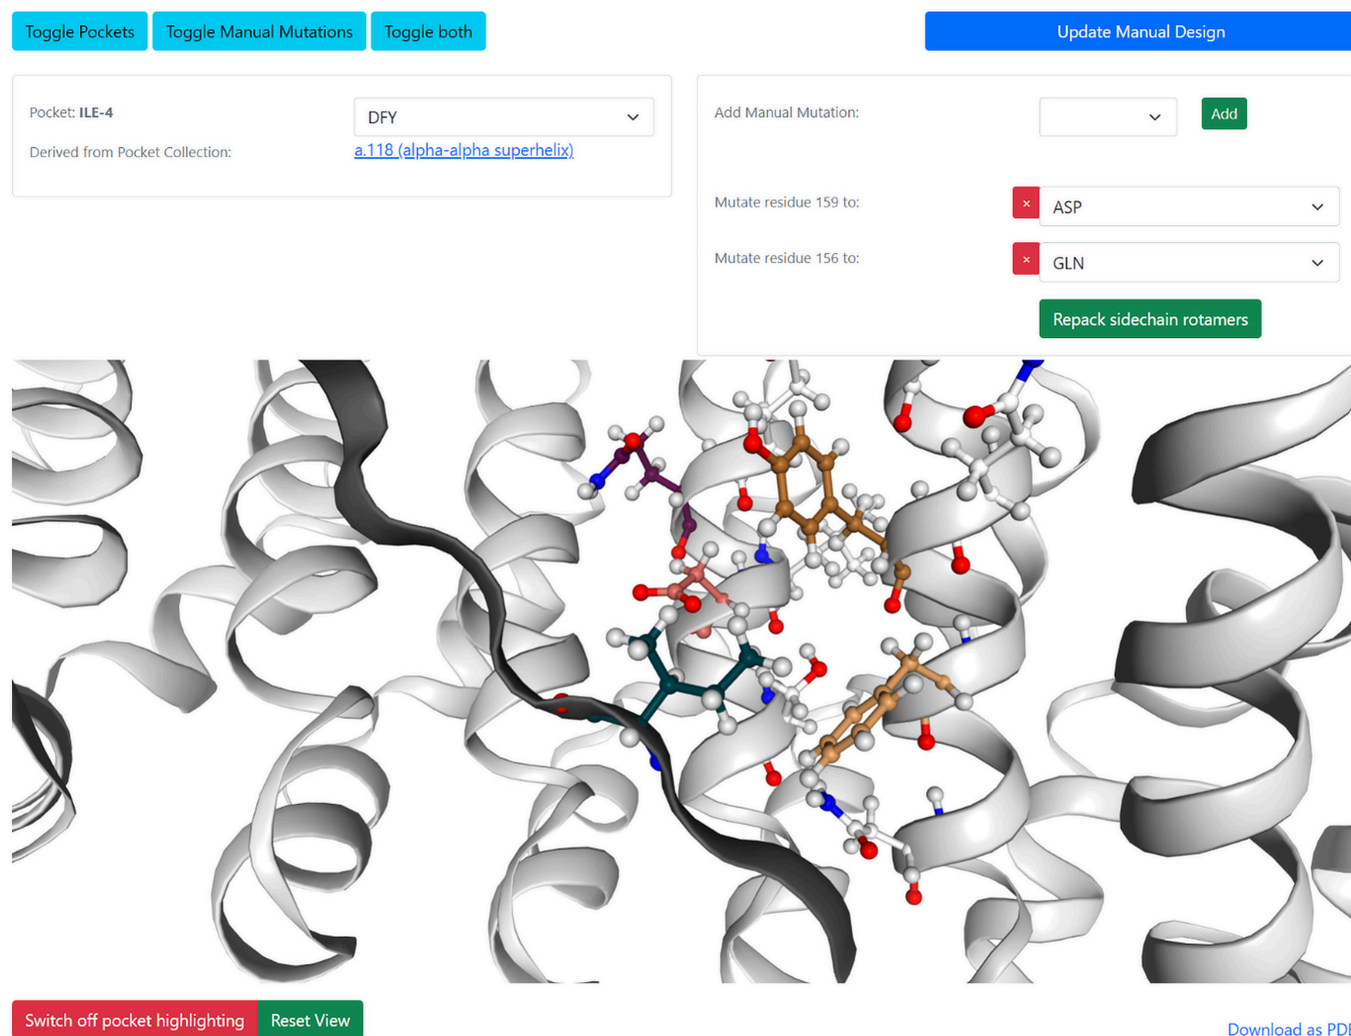 Toggle Pockets Toggle Manual Mutations Toggle both Update Manual Design
Pocket: ILE-4 DFY
Derived from Pocket Collection: a.118 (alpha-alpha superhelix)
Add Manual Mutation: Add
Mutate residue 159 to: × ASP
Mutate residue 156 to: × GLN
Repack sidechain rotamers
Switch off pocket highlighting Reset View
Download as